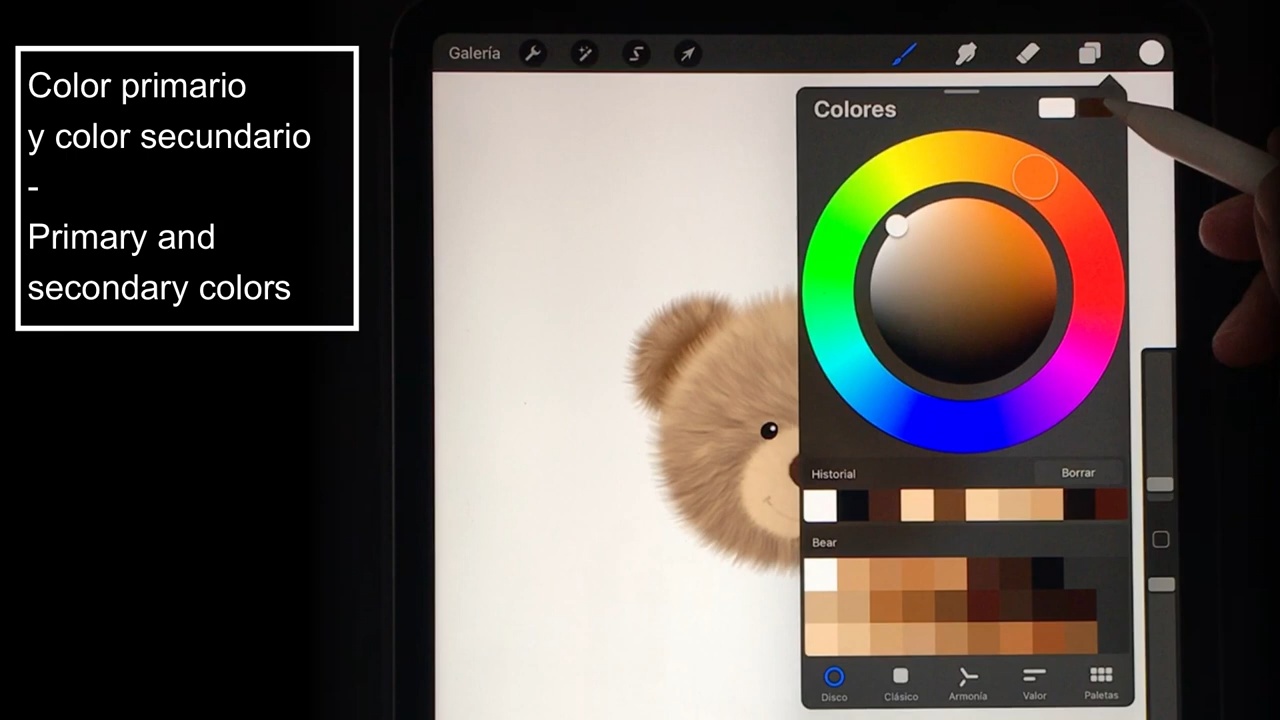 Color primario
y color secundario
-
Primary and
secondary colors
Galería
Colores
Historial
Borrar
Bear
Disco
Clásico
Armonía
Valor
Paletas